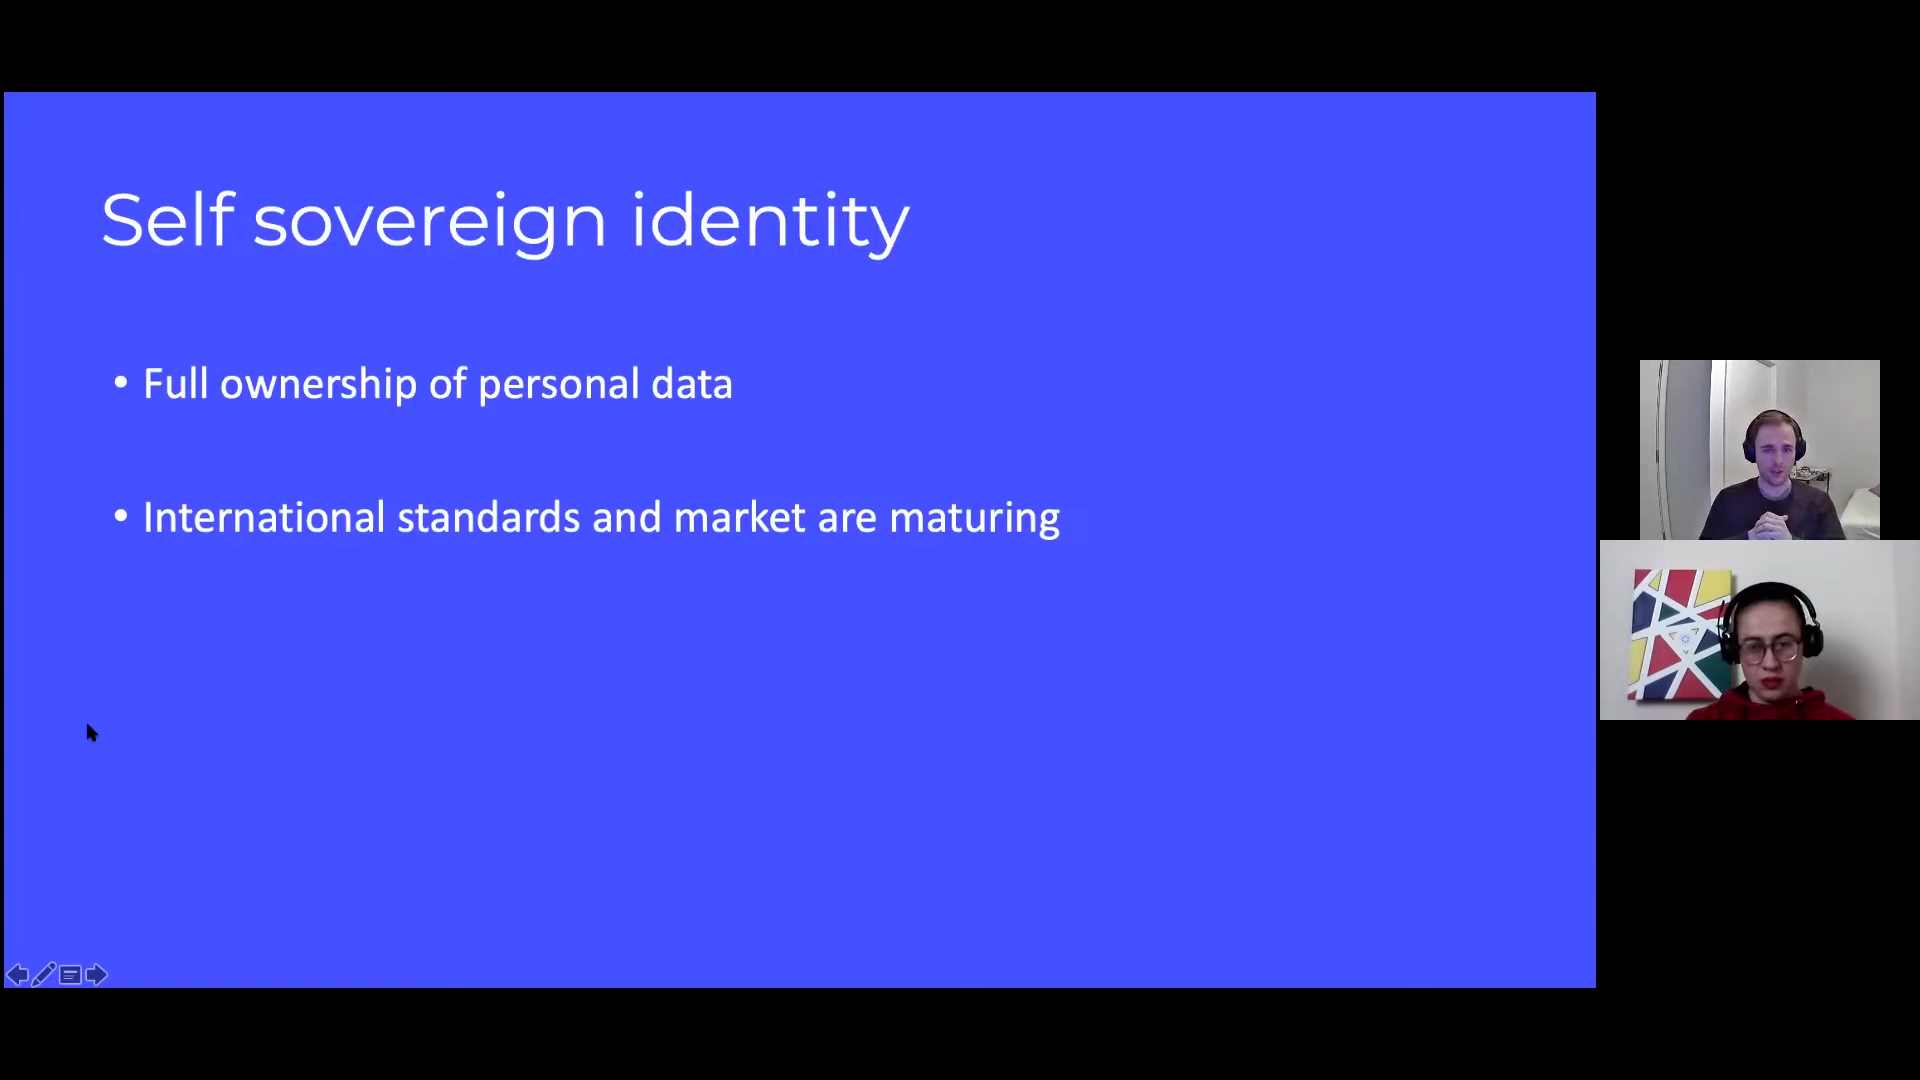 Self sovereign identity
• Full ownership of personal data
• International standards and market are maturing